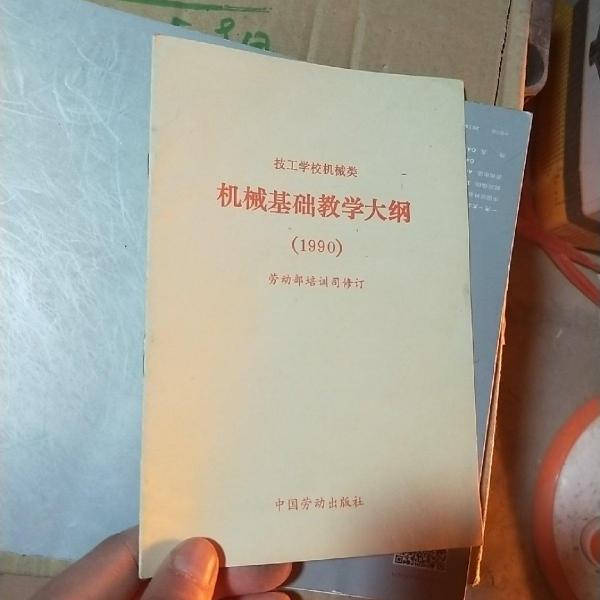 技工学校机械类
机械基础教学大纲
(1990)
劳动部培训司修订
中国劳动出版社